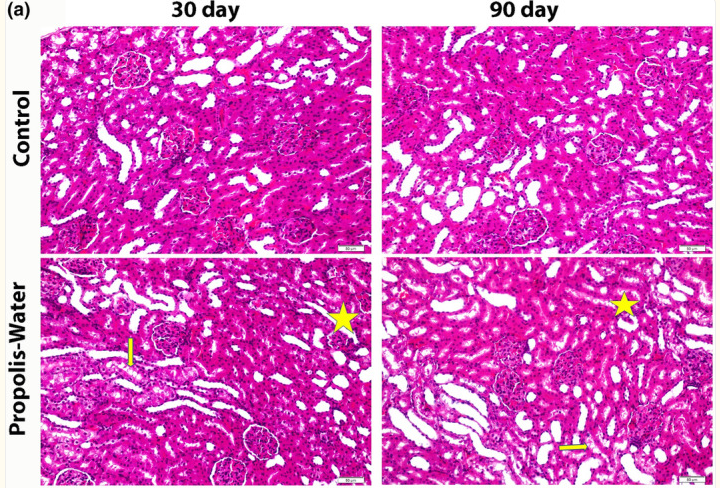 (a)
30 day
90 day
Control
Propolis-Water